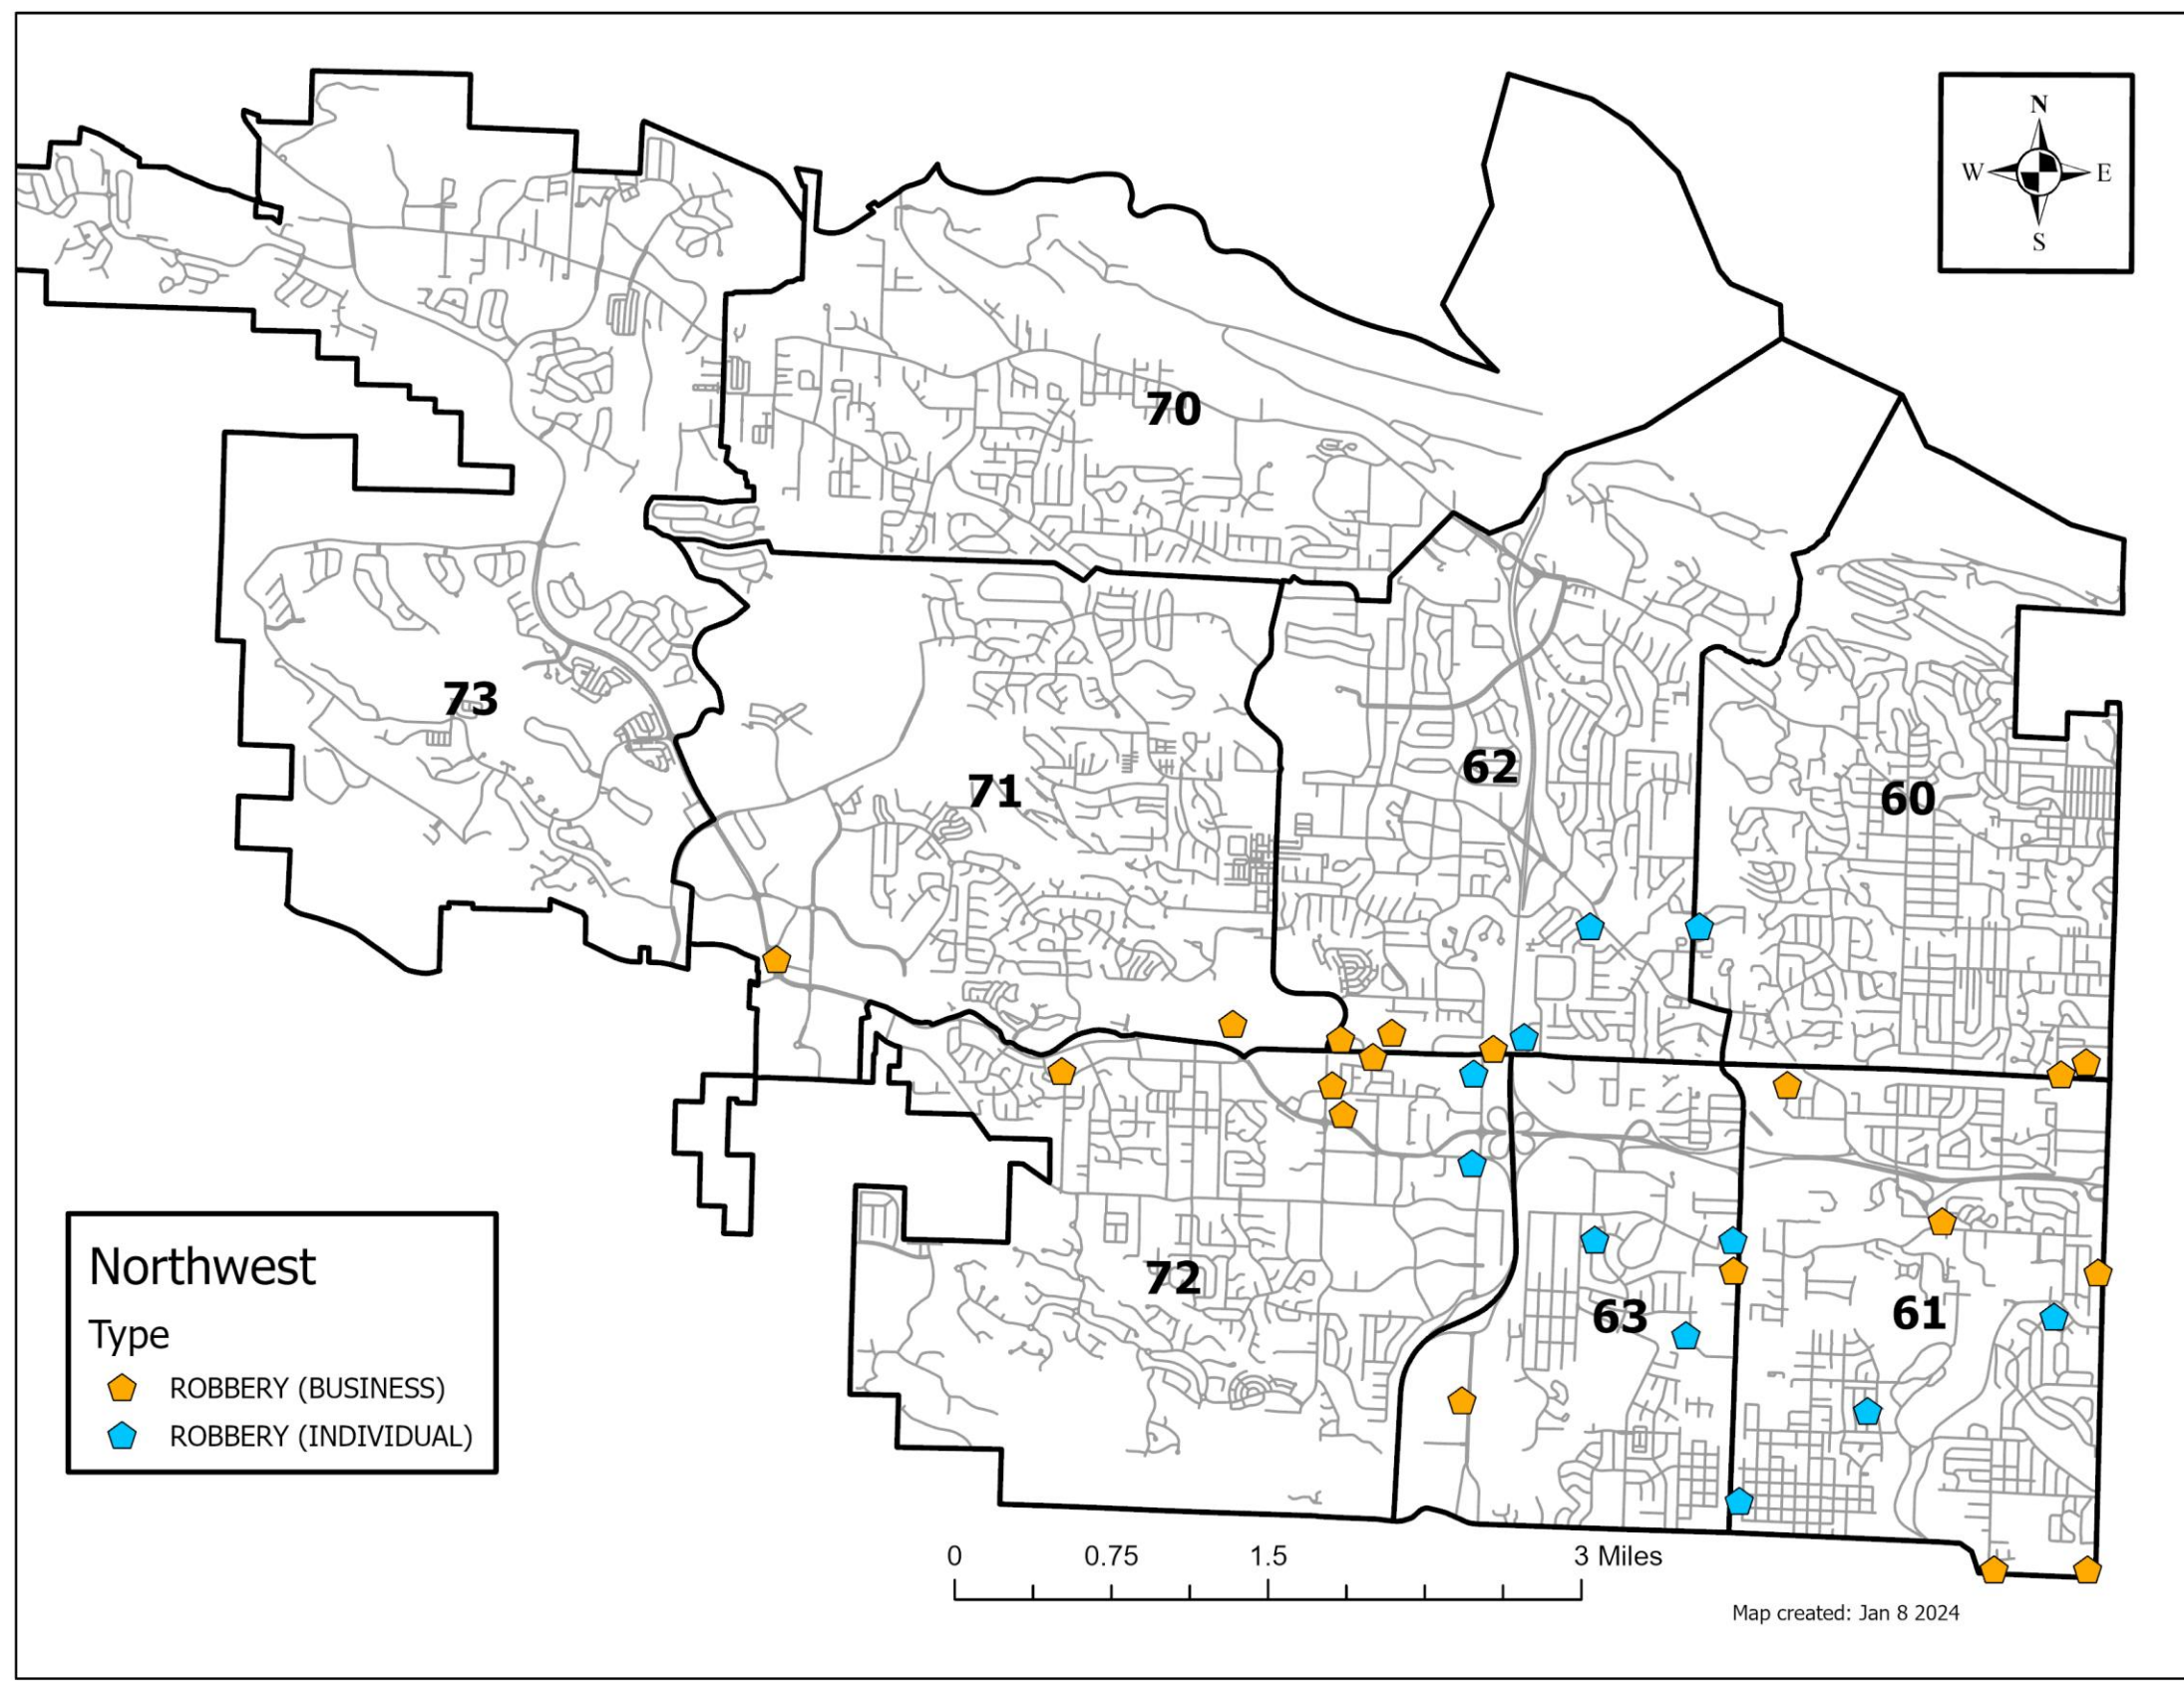 N
W E
S
70
73
71
62
60
72
63
61
Northwest
Type
ROBBERY (BUSINESS)
ROBBERY (INDIVIDUAL)
0 0.75 1.5 3 Miles
Map created: Jan 8 2024